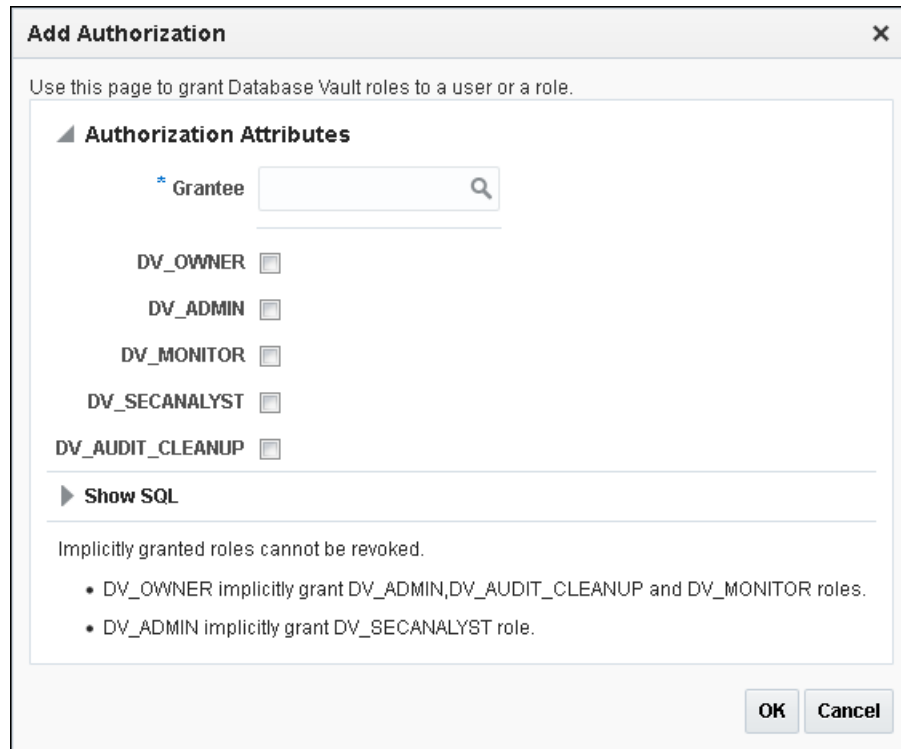 Add Authorization
Use this page to grant Database Vault roles to a user or a role.
Authorization Attributes
* Grantee
DV_OWNER
DV_ADMIN
DV_MONITOR
DV_SECANALYST
DV_AUDIT_CLEANUP
Show SQL
Implicitly granted roles cannot be revoked.
• DV_OWNER implicitly grant DV_ADMIN,DV_AUDIT_CLEANUP and DV_MONITOR roles.
• DV_ADMIN implicitly grant DV_SECANALYST role.
OK Cancel